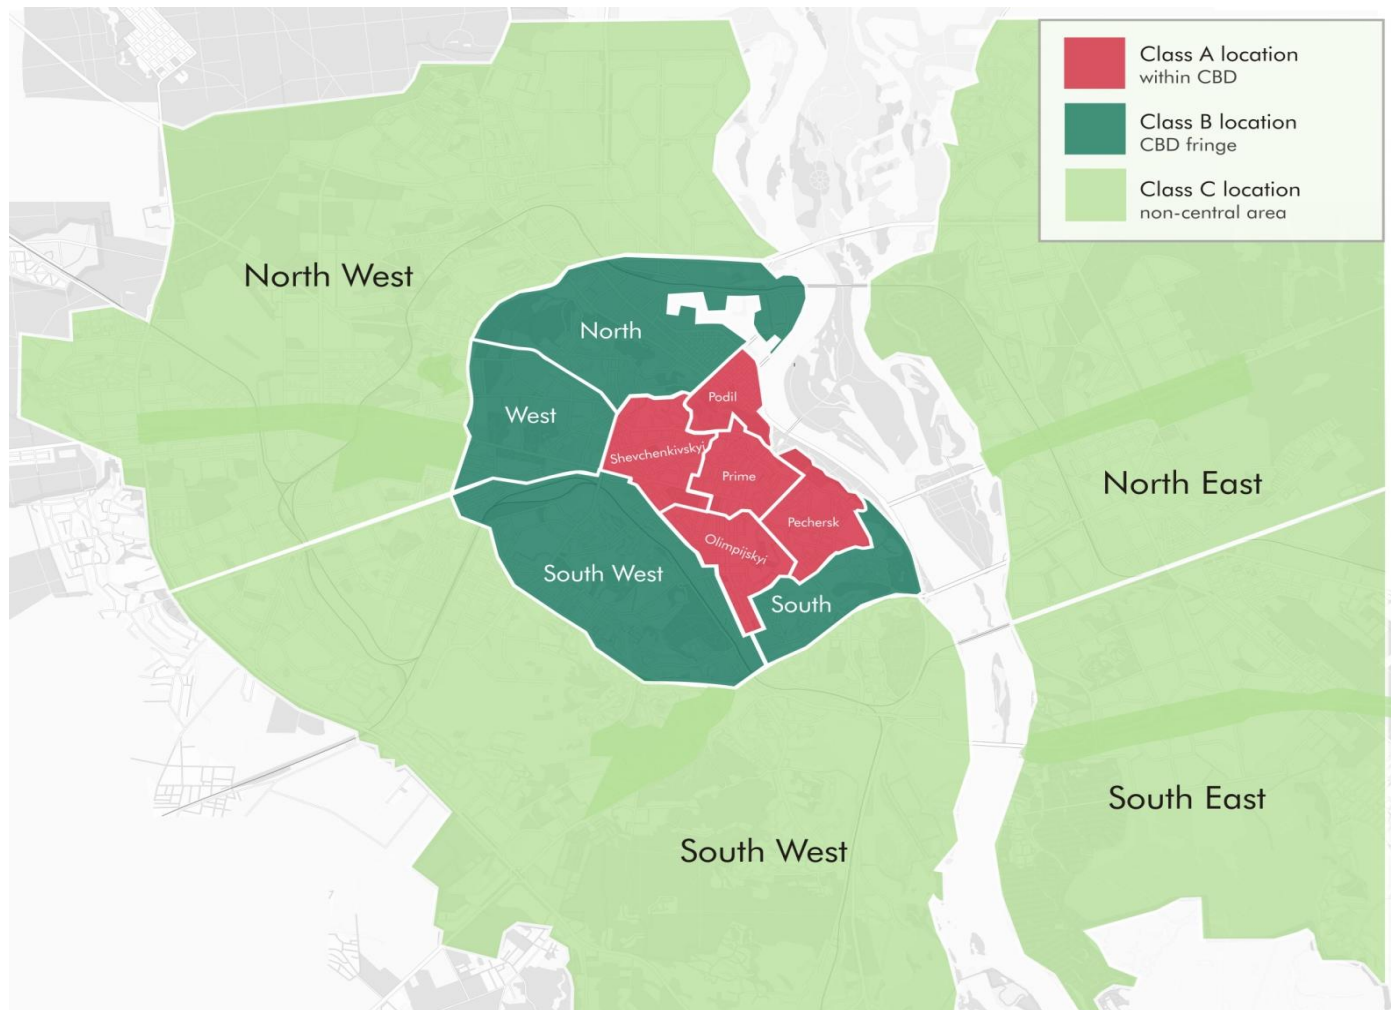 Class A location
within CBD
Class B location
CBD fringe
Class C location
non-central area
North West
North
West
Podil
Shevchenkivskyi
Prime
Pechersk
Olimpijskyi
South West
South
North East
South East
South West